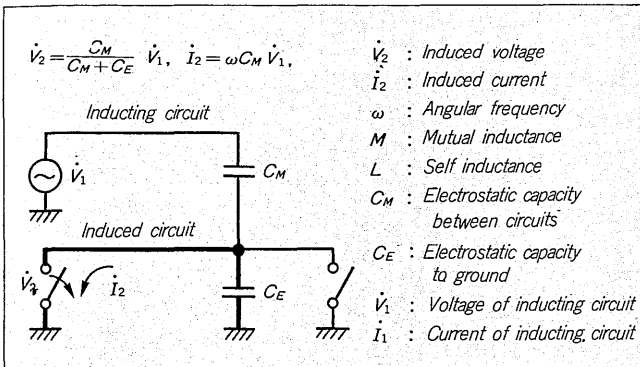 V̇₂ = C_M / (C_M + C_E) V̇₁, İ₂ = ωC_M V̇₁,
Inducting circuit
V̇₁
C_M
Induced circuit
V̇₂
İ₂
C_E
V̇₂ : Induced voltage
İ₂ : Induced current
ω : Angular frequency
M : Mutual inductance
L : Self inductance
C_M : Electrostatic capacity
between circuits
C_E : Electrostatic capacity
to ground
V̇₁ : Voltage of inducting circuit
İ₁ : Current of inducting circuit